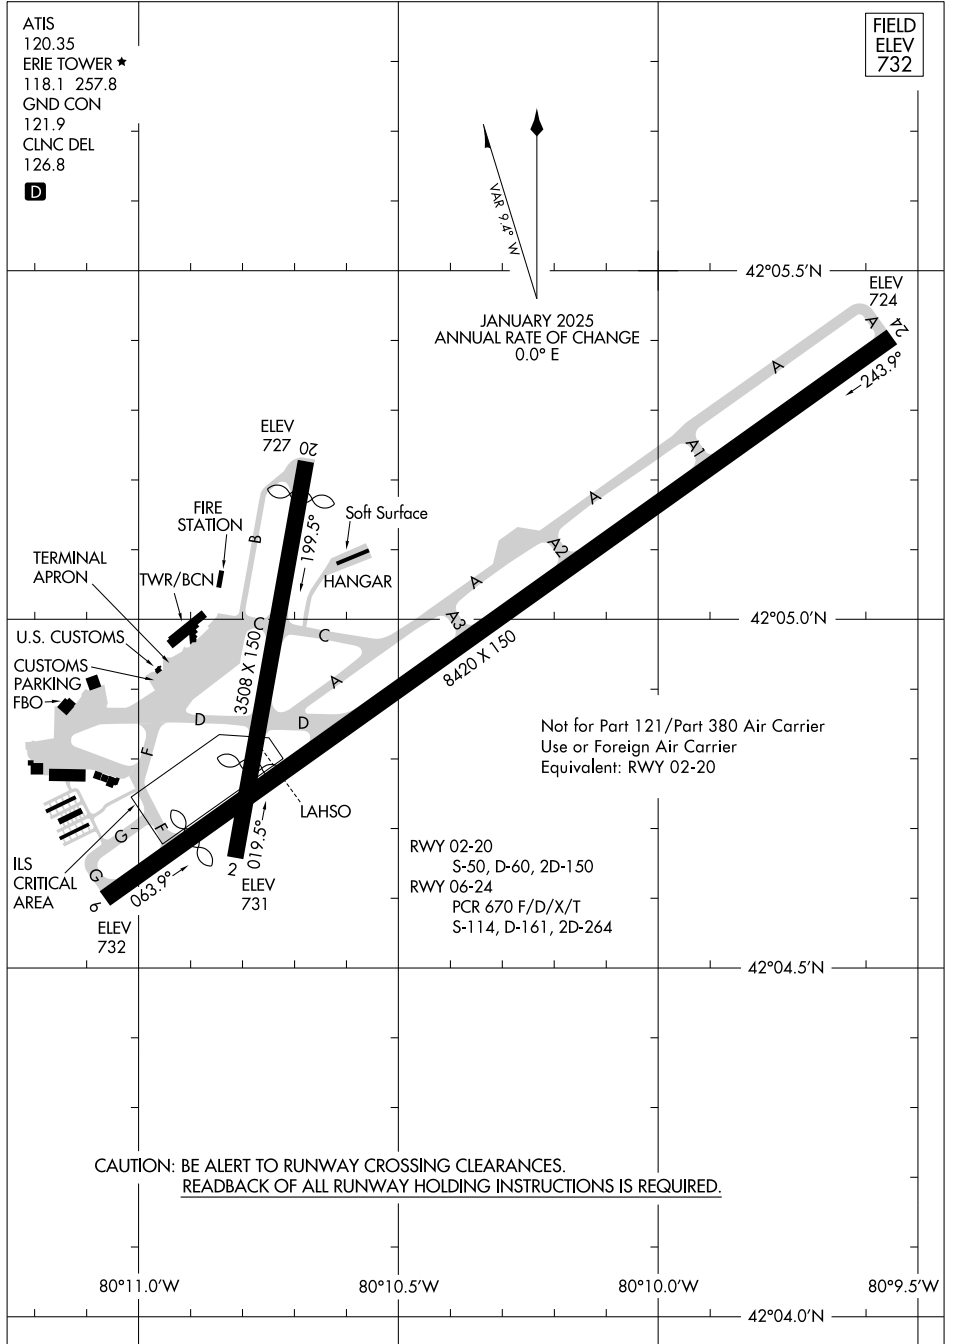 ATIS
120.35
ERIE TOWER ★
118.1 257.8
GND CON
121.9
CLNC DEL
126.8
D
FIELD
ELEV
732
VAR 9.4° W
JANUARY 2025
ANNUAL RATE OF CHANGE
0.0° E
42°05.5'N
ELEV
724
24
A
243.9°
A
A1
A
A2
A
A3
ELEV
727
20
199.5°
B
FIRE
STATION
Soft Surface
HANGAR
TERMINAL
APRON
TWR/BCN
42°05.0'N
C
C
U.S. CUSTOMS
CUSTOMS
PARKING
FBO
3508 X 150
8420 X 150
A
D
D
F
Not for Part 121/Part 380 Air Carrier
Use or Foreign Air Carrier
Equivalent: RWY 02-20
LAHSO
F
G
G
ILS
CRITICAL
AREA
019.5°
063.9°
2
ELEV
731
6
ELEV
732
RWY 02-20
S-50, D-60, 2D-150
RWY 06-24
PCR 670 F/D/X/T
S-114, D-161, 2D-264
42°04.5'N
CAUTION: BE ALERT TO RUNWAY CROSSING CLEARANCES.
READBACK OF ALL RUNWAY HOLDING INSTRUCTIONS IS REQUIRED.
80°11.0'W
80°10.5'W
80°10.0'W
80°9.5'W
42°04.0'N